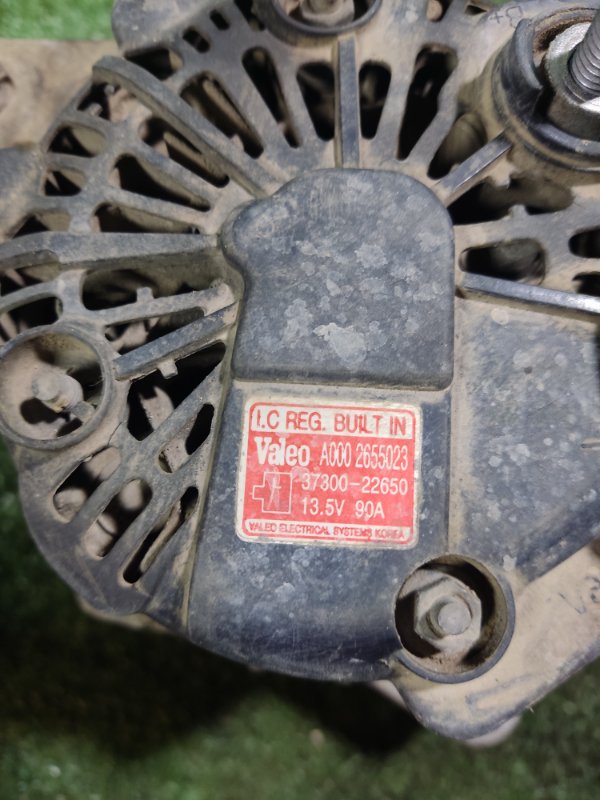 I.C REG. BUILT IN
Valeo A000 2655023
37300-22650
13.5V 90A
VALEO ELECTRICAL SYSTEMS KOREA